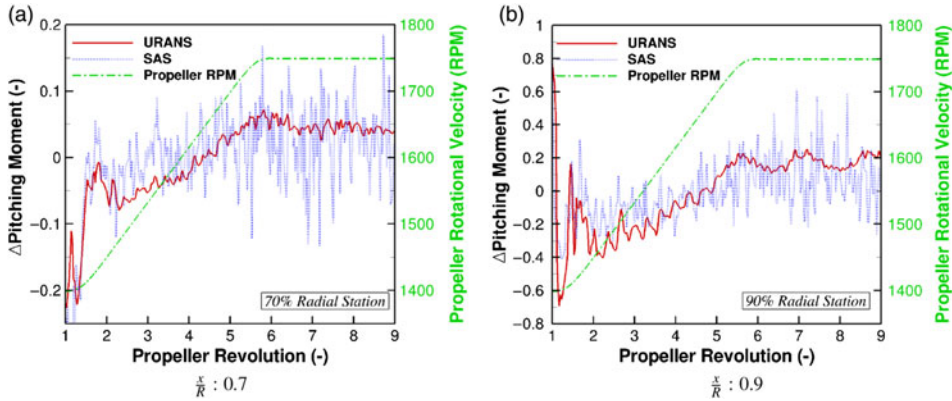 (a)
0.2
0.1
0
−0.1
−0.2
ΔPitching Moment (-)
URANS
SAS
Propeller RPM
70% Radial Station
1800
1700
1600
1500
1400
Propeller Rotational Velocity (RPM)
1 2 3 4 5 6 7 8 9
Propeller Revolution (-)
x/R : 0.7
(b)
1
0.8
0.6
0.4
0.2
0
−0.2
−0.4
−0.6
−0.8
ΔPitching Moment (-)
URANS
SAS
Propeller RPM
90% Radial Station
1800
1700
1600
1500
1400
Propeller Rotational Velocity (RPM)
1 2 3 4 5 6 7 8 9
Propeller Revolution (-)
x/R : 0.9